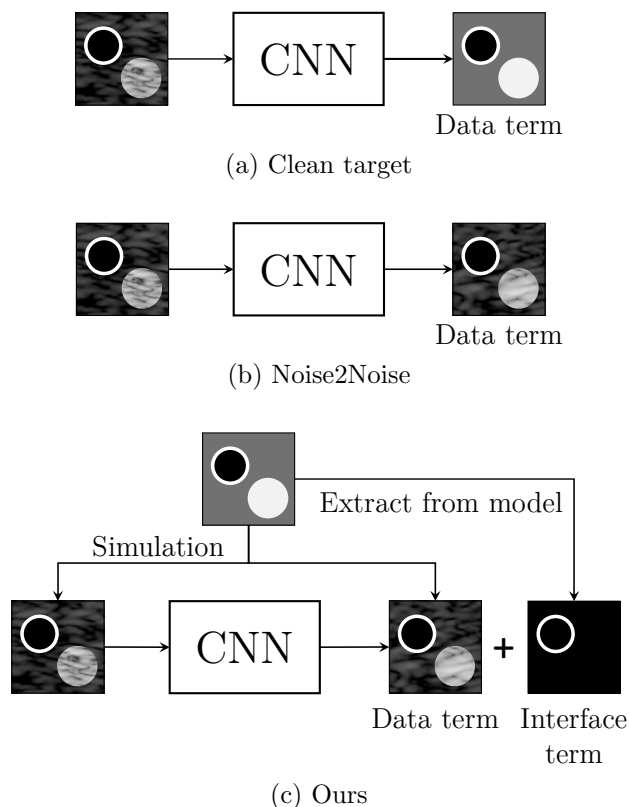 CNN
Data term
(a) Clean target
CNN
Data term
(b) Noise2Noise
Extract from model
Simulation
CNN
+
Data term
Interface
term
(c) Ours